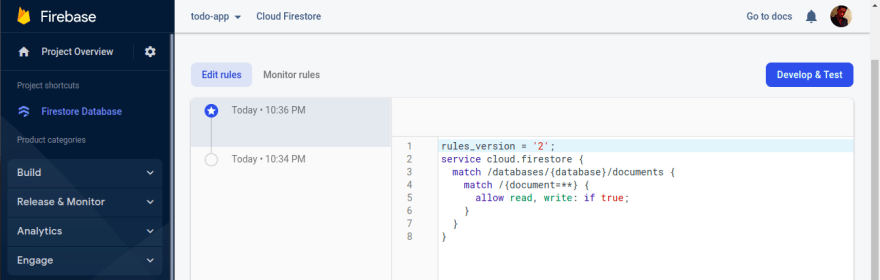 Firebase
todo-app
Cloud Firestore
Go to docs
Project Overview
Project shortcuts
Firestore Database
Product categories
Build
Release & Monitor
Analytics
Engage
Edit rules
Monitor rules
Develop & Test
Today • 10:36 PM
Today • 10:34 PM
1 rules_version = '2';
2 service cloud.firestore {
3 match /databases/{database}/documents {
4 match /{document=**} {
5 allow read, write: if true;
6 }
7 }
8 }